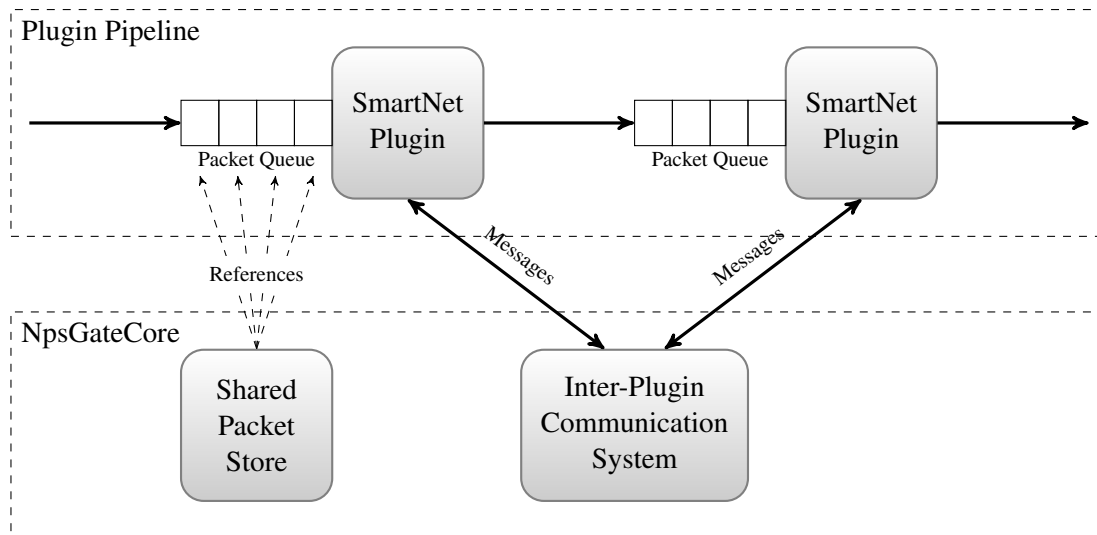 Plugin Pipeline
SmartNet
Plugin
Packet Queue
SmartNet
Plugin
Packet Queue
Messages
Messages
References
NpsGateCore
Shared
Packet
Store
Inter-Plugin
Communication
System